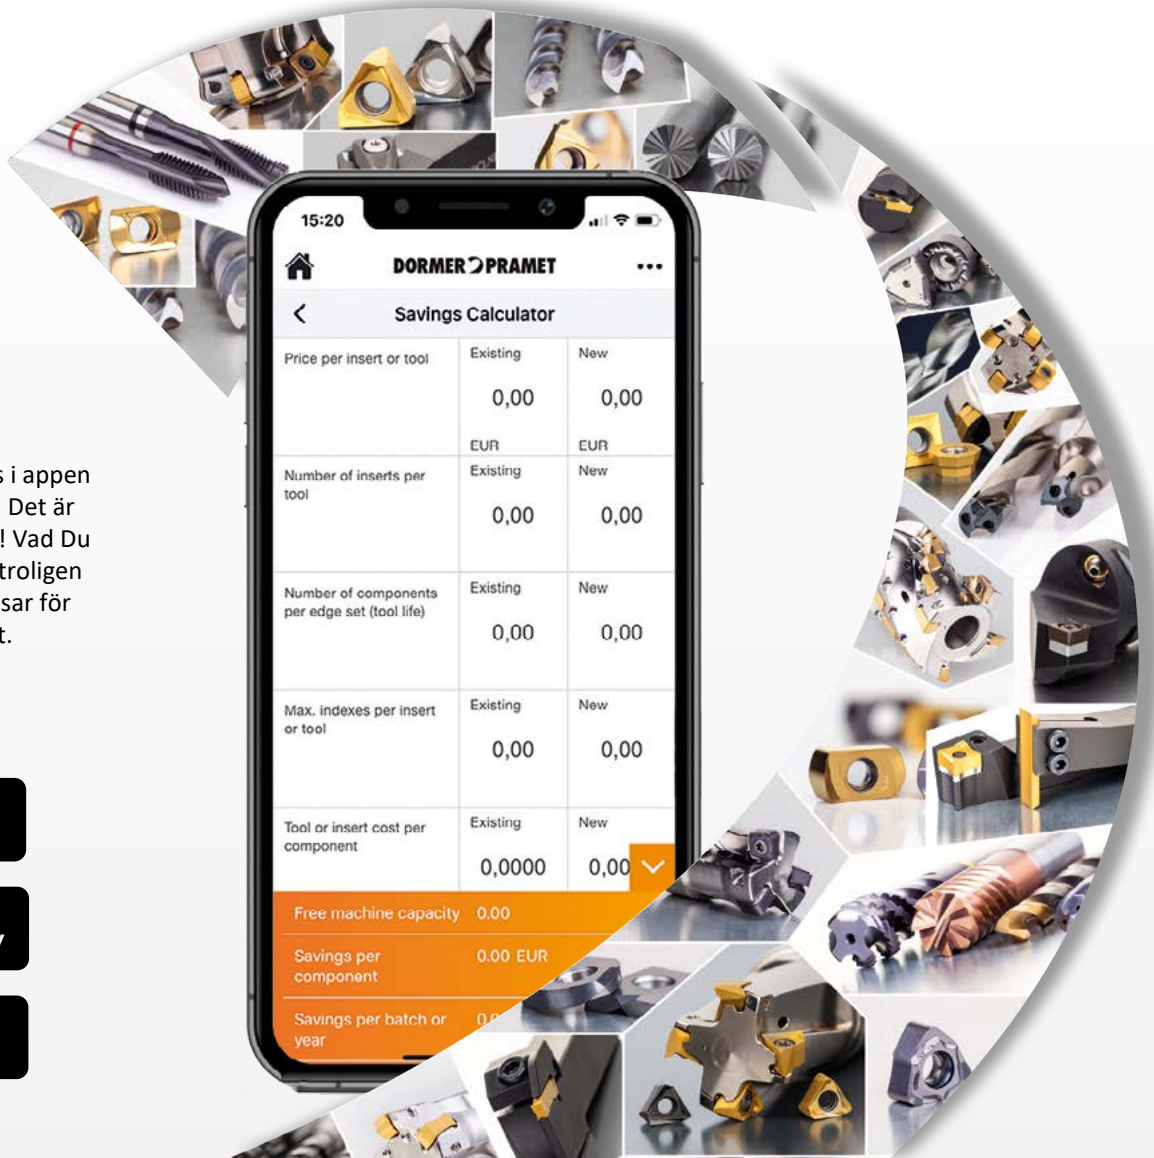 s i appen
Det är
! Vad Du
troligen
sar för
t.
15:20
DORMER PRAMET
Savings Calculator
Price per insert or tool
Existing
New
0,00
0,00
EUR
EUR
Number of inserts per
tool
Existing
New
0,00
0,00
Number of components
per edge set (tool life)
Existing
New
0,00
0,00
Max. indexes per insert
or tool
Existing
New
0,00
0,00
Tool or insert cost per
component
Existing
New
0,0000
0,00
Free machine capacity 0.00
Savings per
component
0.00 EUR
Savings per batch or
year